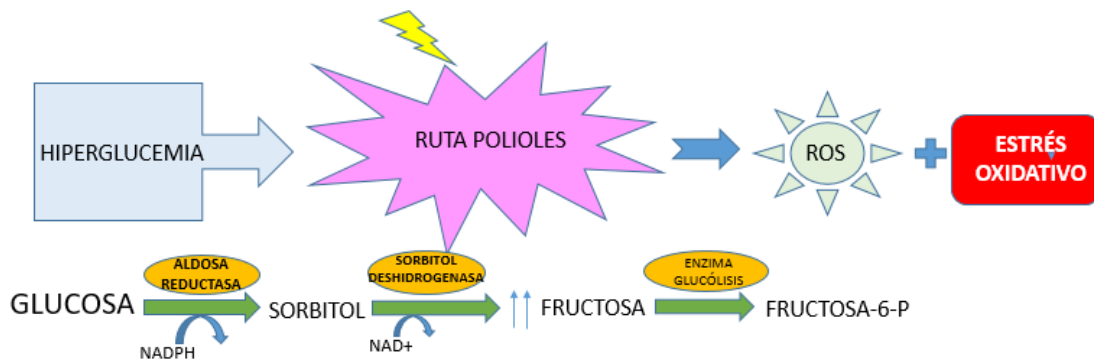 HIPERGLUCEMIA
RUTA POLIOLES
ROS
ESTRÉS
OXIDATIVO
ALDOSA
REDUCTASA
SORBITOL
DESHIDROGENASA
ENZIMA
GLUCÓLISIS
GLUCOSA
SORBITOL
FRUCTOSA
FRUCTOSA-6-P
NADPH
NAD+